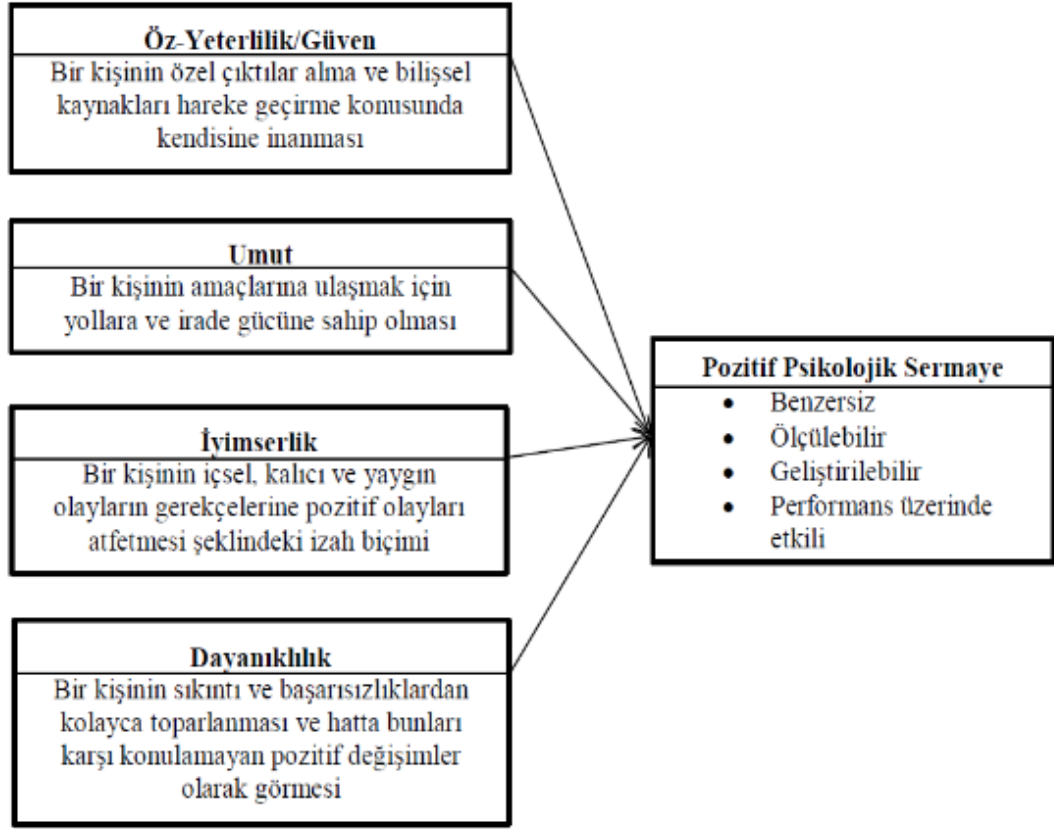 Öz-Yeterlilik/Güven
Bir kişinin özel çıktılar alma ve bilişsel
kaynakları hareke geçirme konusunda
kendisine inanması
Umut
Bir kişinin amaçlarına ulaşmak için
yollara ve irade gücüne sahip olması
İyimserlik
Bir kişinin içsel, kalıcı ve yaygın
olayların gerekçelerine pozitif olayları
atfetmesi şeklindeki izah biçimi
Dayanıklılık
Bir kişinin sıkıntı ve başarısızlıklardan
kolayca toparlanması ve hatta bunları
karşı konulamayan pozitif değişimler
olarak görmesi
Pozitif Psikolojik Sermaye
• Benzersiz
• Ölçülebilir
• Geliştirilebilir
• Performans üzerinde
etkili